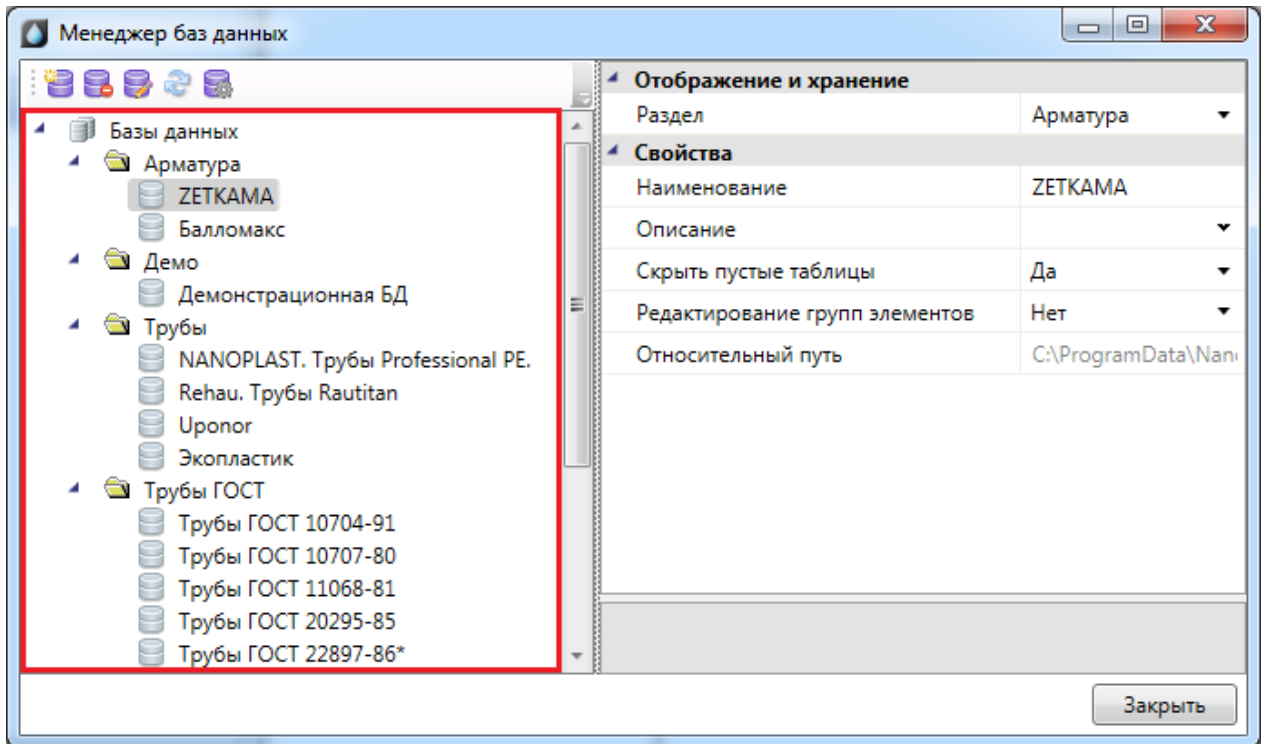 Менеджер баз данных
Базы данных
Арматура
ZETKAMA
Балломакс
Демо
Демонстрационная БД
Трубы
NANOPLAST. Трубы Professional PE.
Rehau. Трубы Rautitan
Uponor
Экопластик
Трубы ГОСТ
Трубы ГОСТ 10704-91
Трубы ГОСТ 10707-80
Трубы ГОСТ 11068-81
Трубы ГОСТ 20295-85
Трубы ГОСТ 22897-86*
Отображение и хранение
Раздел Арматура
Свойства
Наименование ZETKAMA
Описание
Скрыть пустые таблицы Да
Редактирование групп элементов Нет
Относительный путь C:\ProgramData\Nan
Закрыть